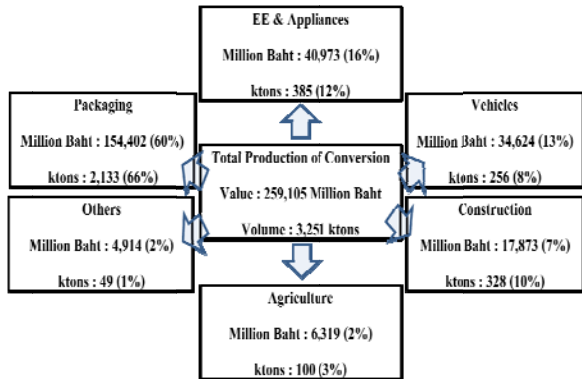 EE & Appliances
Million Baht : 40,973 (16%)
ktons : 385 (12%)
Packaging
Million Baht : 154,402 (60%)
ktons : 2,133 (66%)
Vehicles
Million Baht : 34,624 (13%)
ktons : 256 (8%)
Total Production of Conversion
Value : 259,105 Million Baht
Volume : 3,251 ktons
Others
Million Baht : 4,914 (2%)
ktons : 49 (1%)
Construction
Million Baht : 17,873 (7%)
ktons : 328 (10%)
Agriculture
Million Baht : 6,319 (2%)
ktons : 100 (3%)